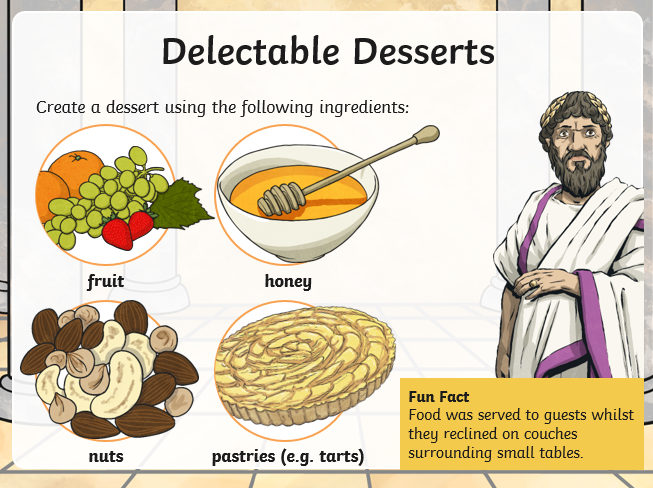 Delectable Desserts
Create a dessert using the following ingredients:
fruit
honey
nuts
pastries (e.g. tarts)
Fun Fact
Food was served to guests whilst
they reclined on couches
surrounding small tables.